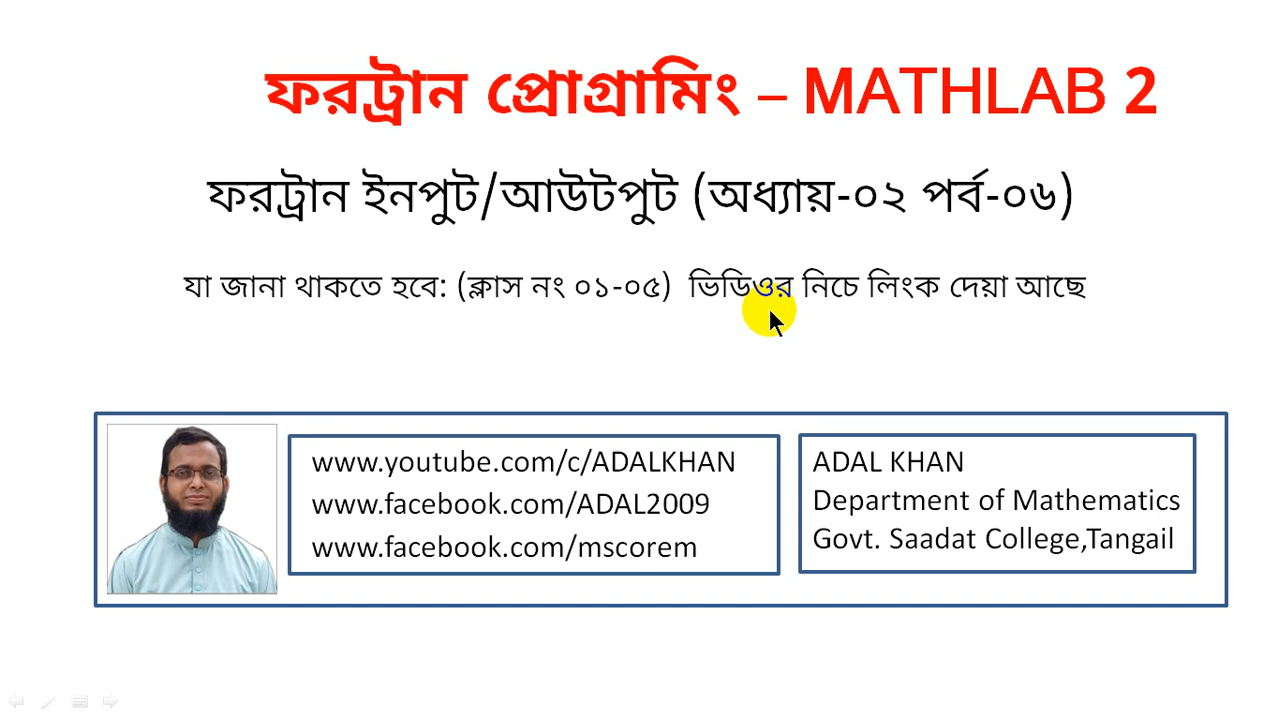 ফরট্রান প্রোগ্রামিং – MATHLAB 2
ফরট্রান ইনপুট/আউটপুট (অধ্যায়-০২ পর্ব-০৬)
যা জানা থাকতে হবে: (ক্লাস নং ০১-০৫) ভিডিওর নিচে লিংক দেয়া আছে
www.youtube.com/c/ADALKHAN
www.facebook.com/ADAL2009
www.facebook.com/mscorem
ADAL KHAN
Department of Mathematics
Govt. Saadat College,Tangail